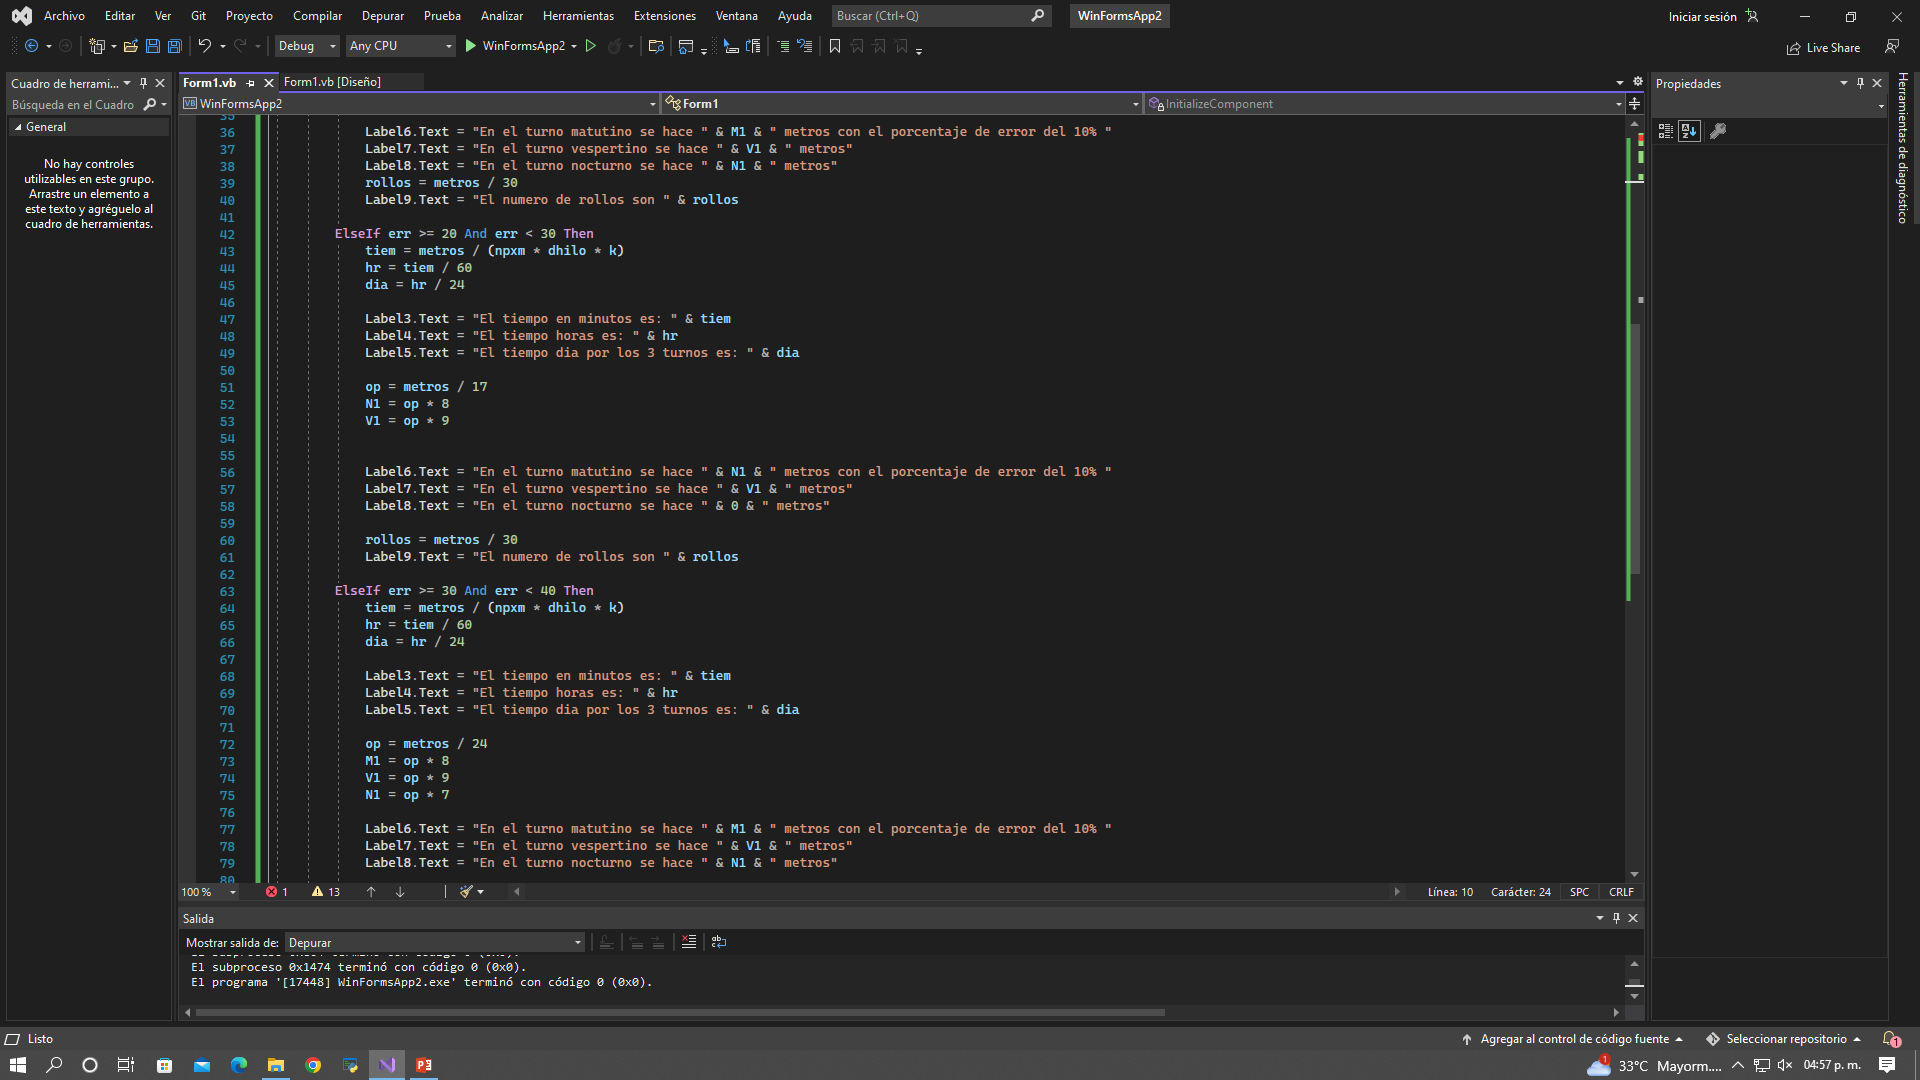 Archivo Editar Ver Git Proyecto Compilar Depurar Prueba Analizar Herramientas Extensiones Ventana Ayuda Buscar (Ctrl+Q) WinFormsApp2 Iniciar sesión
Debug Any CPU WinFormsApp2 Live Share
Cuadro de herrami...
Búsqueda en el Cuadro
General
No hay controles
utilizables en este grupo.
Arrastre un elemento a
este texto y agréguelo al
cuadro de herramientas.
Form1.vb Form1.vb [Diseño]
VB WinFormsApp2 Form1 InitializeComponent
35
36 Label6.Text = "En el turno matutino se hace " & M1 & " metros con el porcentaje de error del 10% "
37 Label7.Text = "En el turno vespertino se hace " & V1 & " metros"
38 Label8.Text = "En el turno nocturno se hace " & N1 & " metros"
39 rollos = metros / 30
40 Label9.Text = "El numero de rollos son " & rollos
41
42 ElseIf err >= 20 And err < 30 Then
43 tiem = metros / (npxm * dhilo * k)
44 hr = tiem / 60
45 dia = hr / 24
46
47 Label3.Text = "El tiempo en minutos es: " & tiem
48 Label4.Text = "El tiempo horas es: " & hr
49 Label5.Text = "El tiempo dia por los 3 turnos es: " & dia
50
51 op = metros / 17
52 N1 = op * 8
53 V1 = op * 9
54
55
56 Label6.Text = "En el turno matutino se hace " & N1 & " metros con el porcentaje de error del 10% "
57 Label7.Text = "En el turno vespertino se hace " & V1 & " metros"
58 Label8.Text = "En el turno nocturno se hace " & 0 & " metros"
59
60 rollos = metros / 30
61 Label9.Text = "El numero de rollos son " & rollos
62
63 ElseIf err >= 30 And err < 40 Then
64 tiem = metros / (npxm * dhilo * k)
65 hr = tiem / 60
66 dia = hr / 24
67
68 Label3.Text = "El tiempo en minutos es: " & tiem
69 Label4.Text = "El tiempo horas es: " & hr
70 Label5.Text = "El tiempo dia por los 3 turnos es: " & dia
71
72 op = metros / 24
73 M1 = op * 8
74 V1 = op * 9
75 N1 = op * 7
76
77 Label6.Text = "En el turno matutino se hace " & M1 & " metros con el porcentaje de error del 10% "
78 Label7.Text = "En el turno vespertino se hace " & V1 & " metros"
79 Label8.Text = "En el turno nocturno se hace " & N1 & " metros"
80
100 % 1 13 Línea: 10 Carácter: 24 SPC CRLF
Salida
Mostrar salida de: Depurar
El subproceso 0x1474 terminó con código 0 (0x0).
El programa '[17448] WinFormsApp2.exe' terminó con código 0 (0x0).
Propiedades
Herramientas de diagnóstico
Listo Agregar al control de código fuente Seleccionar repositorio 1
1 33°C Mayorm.... 04:57 p. m.